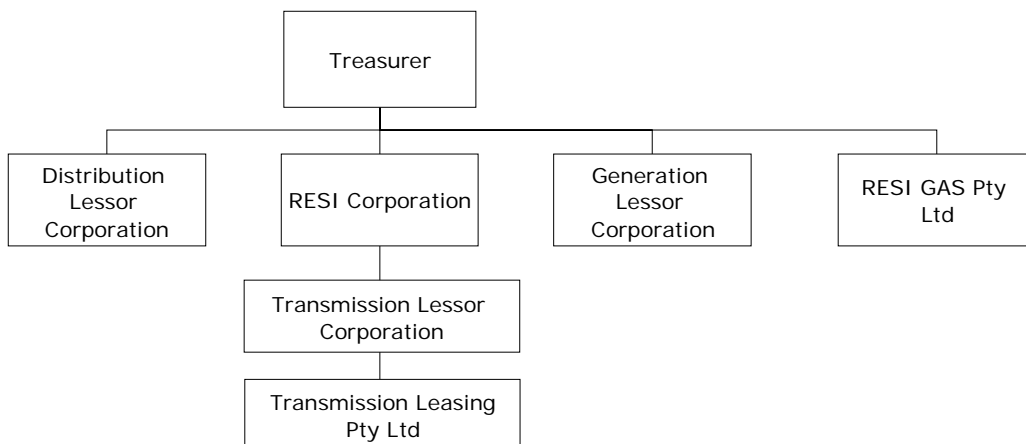 Treasurer
Distribution
Lessor
Corporation
RESI Corporation
Generation
Lessor
Corporation
RESI GAS Pty
Ltd
Transmission Lessor
Corporation
Transmission Leasing
Pty Ltd